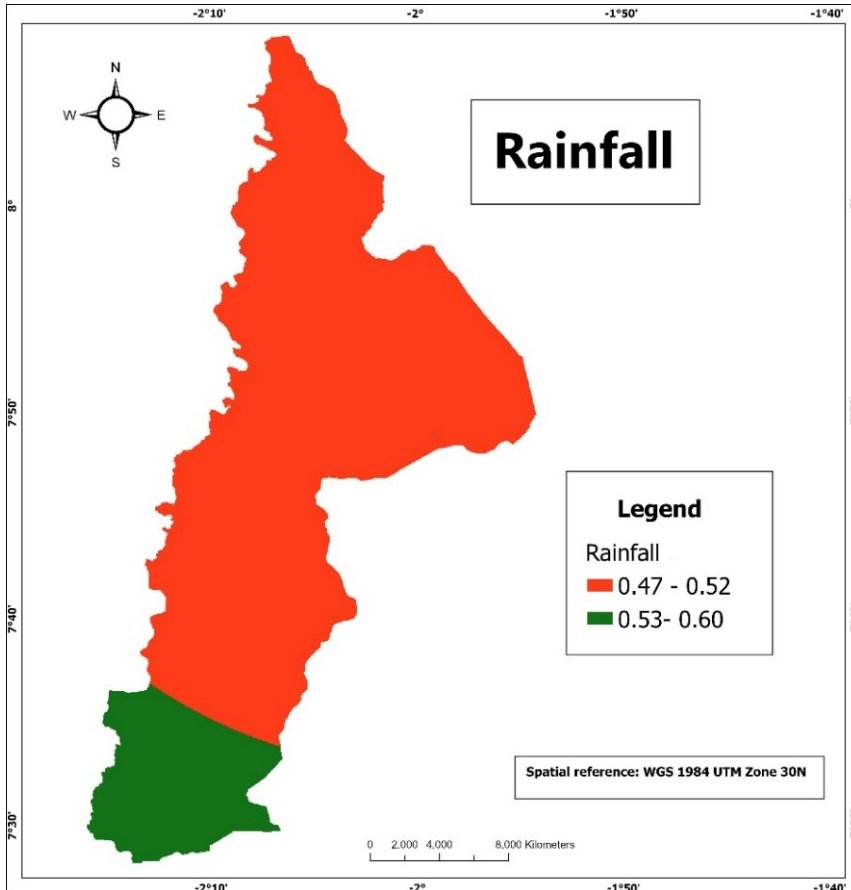 -2°10' -2° -1°50' -1°40'
N
W E
S
Rainfall
8°
7°50'
7°40'
7°30'
Legend
Rainfall
0.47 - 0.52
0.53- 0.60
Spatial reference: WGS 1984 UTM Zone 30N
0 2,000 4,000 8,000 Kilometers
-2°10' -2° -1°50' -1°40'